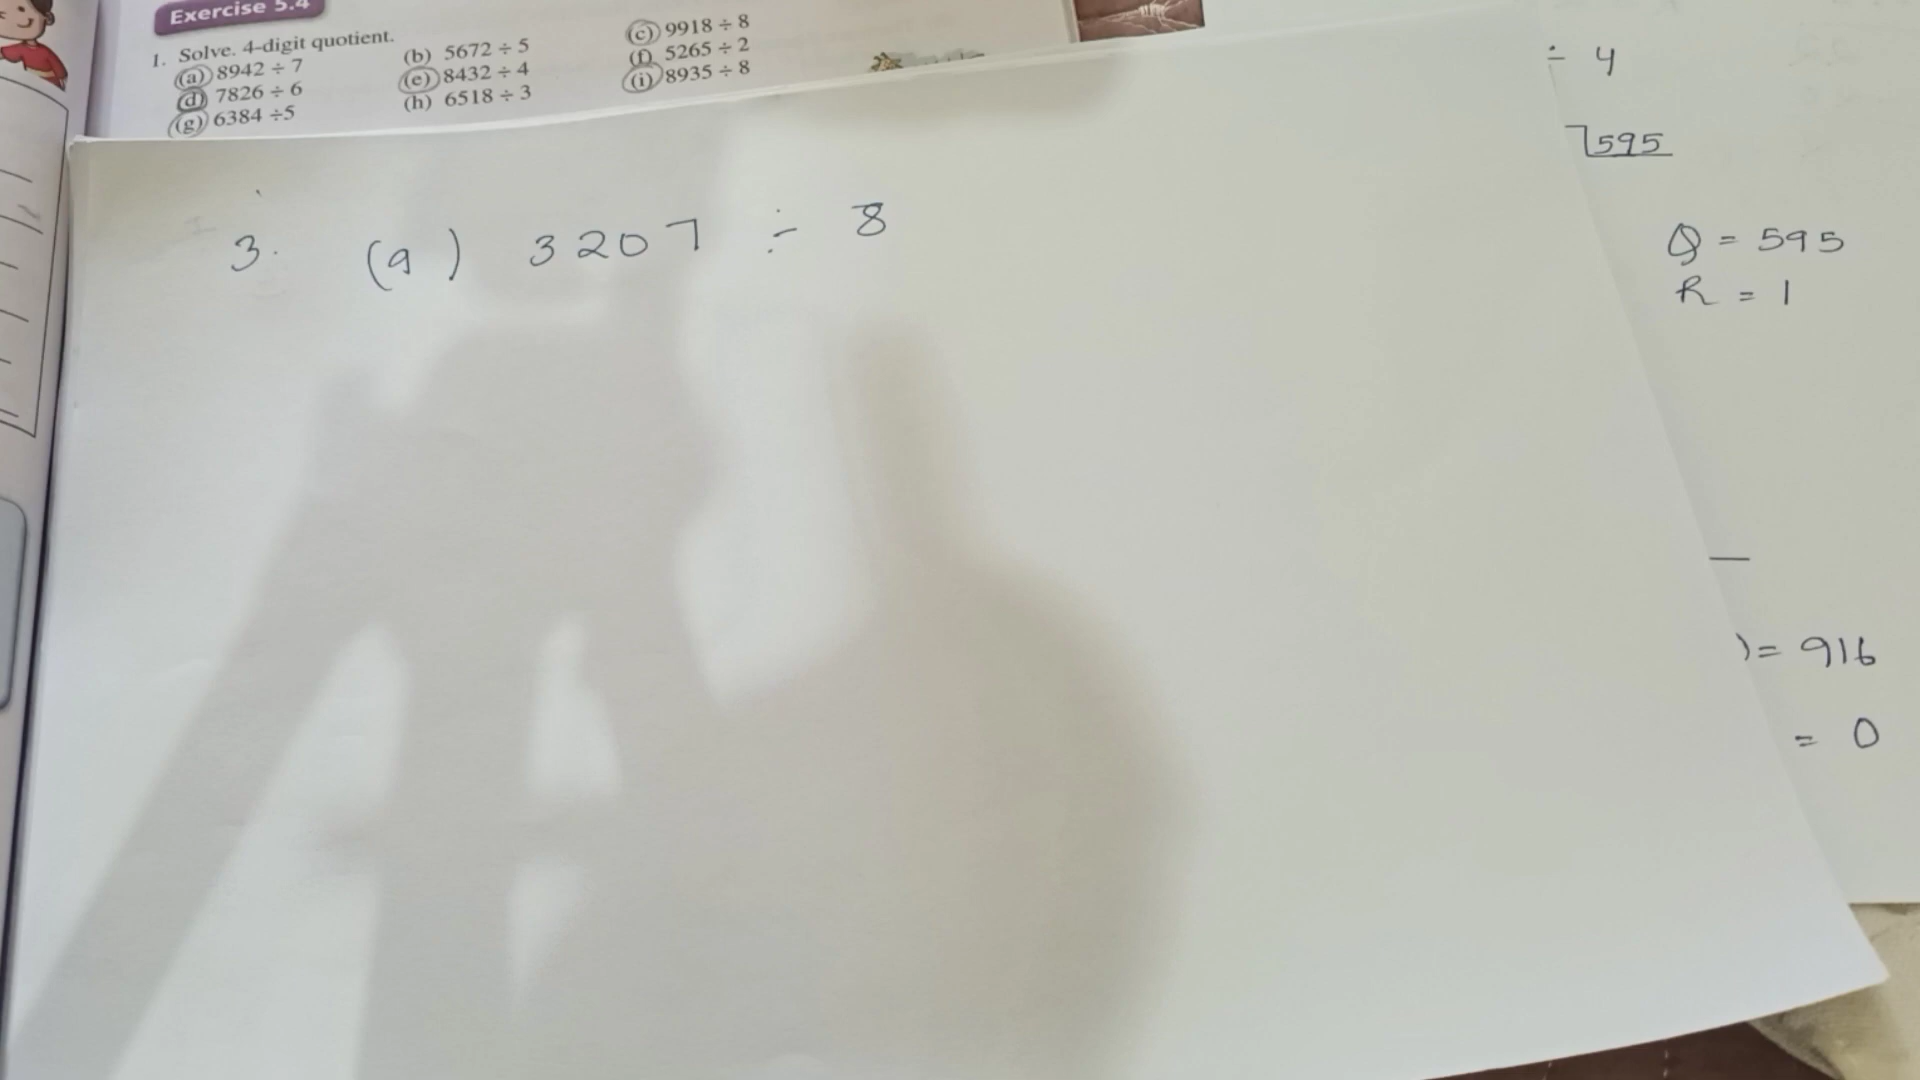 Exercise 5.4
1. Solve. 4-digit quotient.
(a) 8942 ÷ 7 (b) 5672 ÷ 5 (c) 9918 ÷ 8
(d) 7826 ÷ 6 (e) 8432 ÷ 4 (f) 5265 ÷ 2
(g) 6384 ÷5 (h) 6518 ÷ 3 (i) 8935 ÷ 8
3. (a) 3207 ÷ 8
÷ 4
595
Q = 595
R = 1
)= 916
= 0